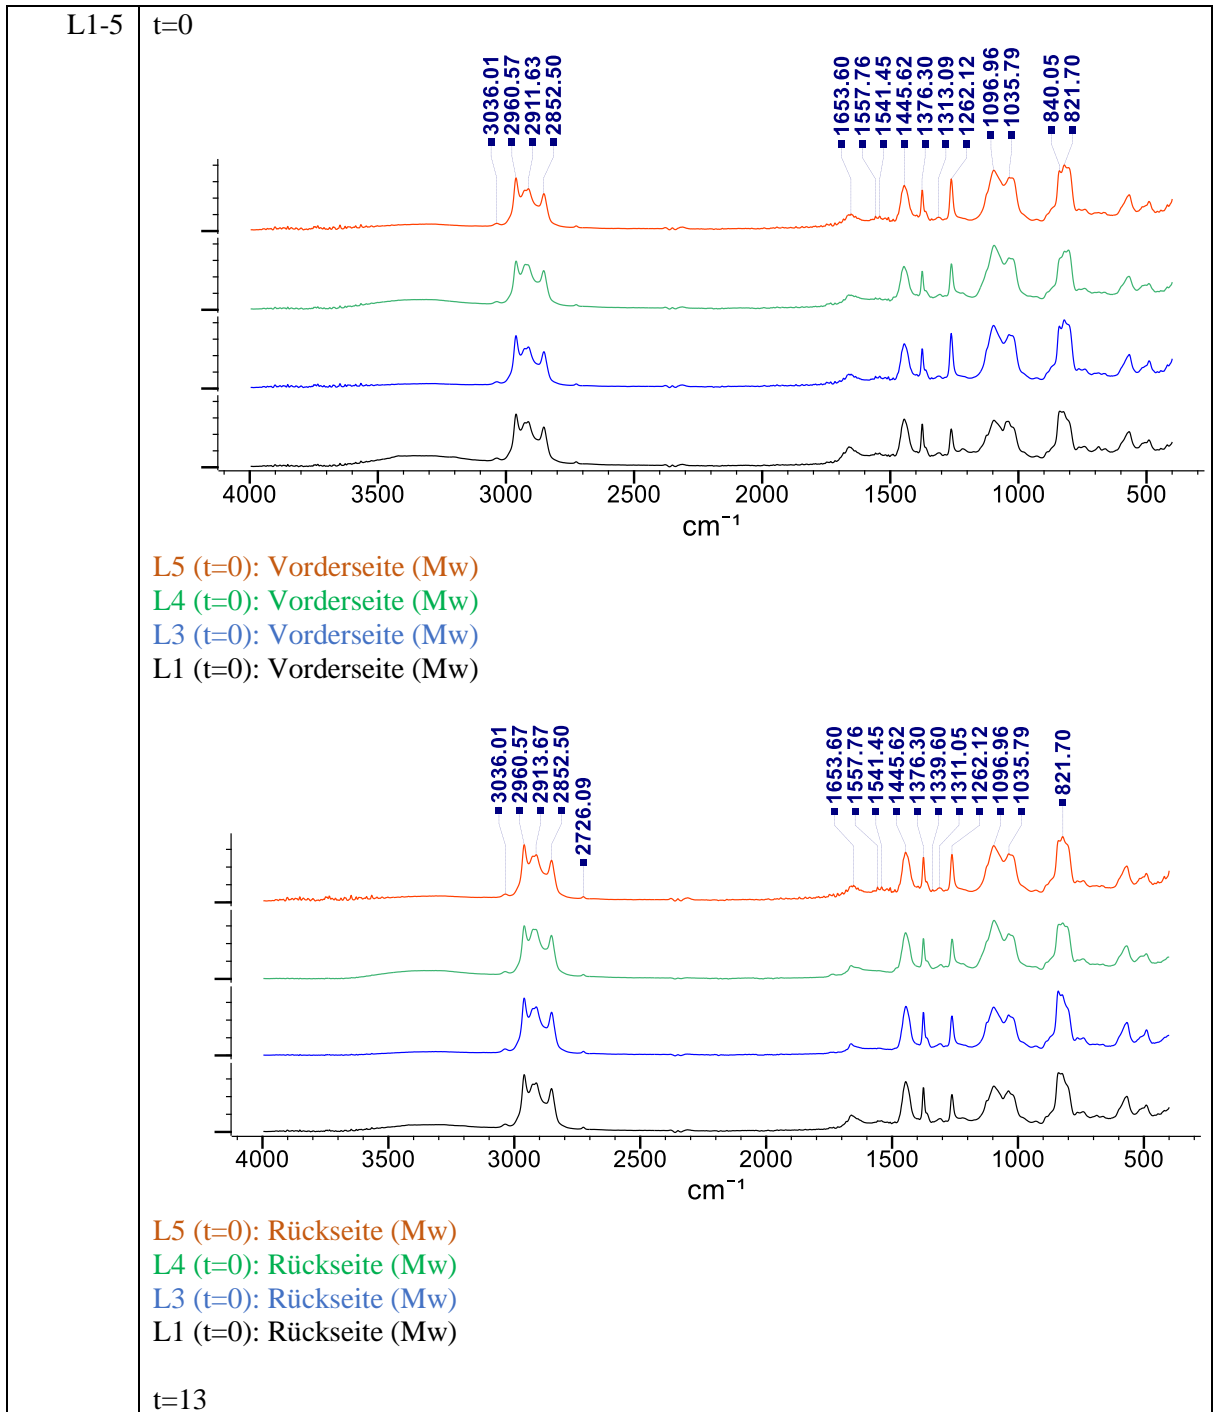 L1-5
t=0
3036.01
2960.57
2911.63
2852.50
1653.60
1557.76
1541.45
1445.62
1376.30
1313.09
1262.12
1096.96
1035.79
840.05
821.70
4000 3500 3000 2500 2000 1500 1000 500
cm⁻¹
L5 (t=0): Vorderseite (Mw)
L4 (t=0): Vorderseite (Mw)
L3 (t=0): Vorderseite (Mw)
L1 (t=0): Vorderseite (Mw)
3036.01
2960.57
2913.67
2852.50
2726.09
1653.60
1557.76
1541.45
1445.62
1376.30
1339.60
1311.05
1262.12
1096.96
1035.79
821.70
4000 3500 3000 2500 2000 1500 1000 500
cm⁻¹
L5 (t=0): Rückseite (Mw)
L4 (t=0): Rückseite (Mw)
L3 (t=0): Rückseite (Mw)
L1 (t=0): Rückseite (Mw)
t=13